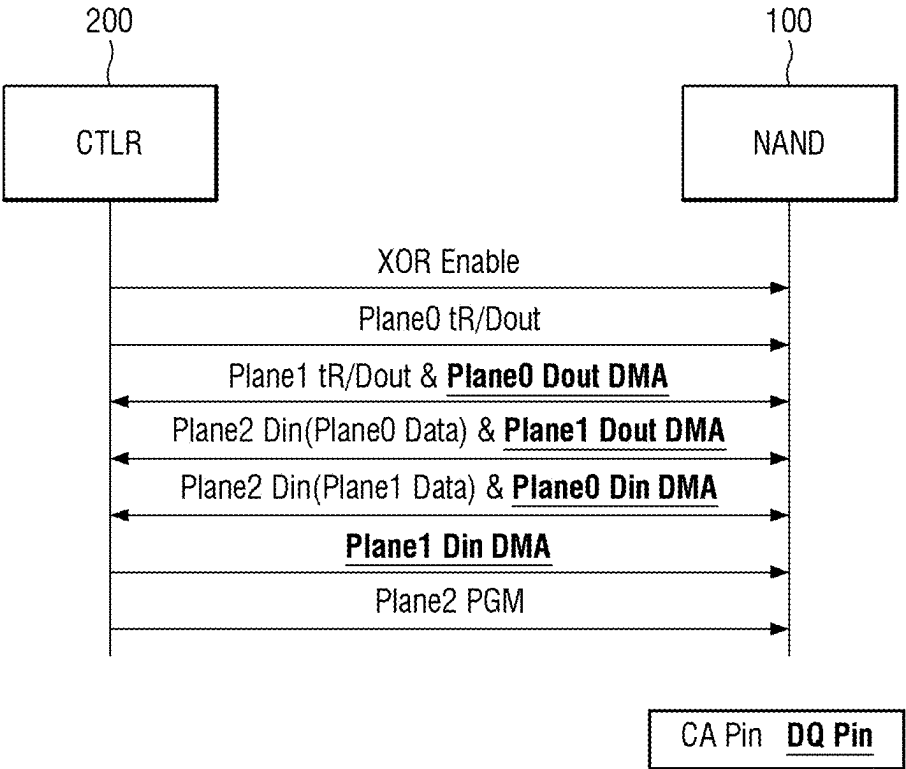 200
100
CTLR
NAND
XOR Enable
Plane0 tR/Dout
Plane1 tR/Dout & Plane0 Dout DMA
Plane2 Din(Plane0 Data) & Plane1 Dout DMA
Plane2 Din(Plane1 Data) & Plane0 Din DMA
Plane1 Din DMA
Plane2 PGM
CA Pin DQ Pin